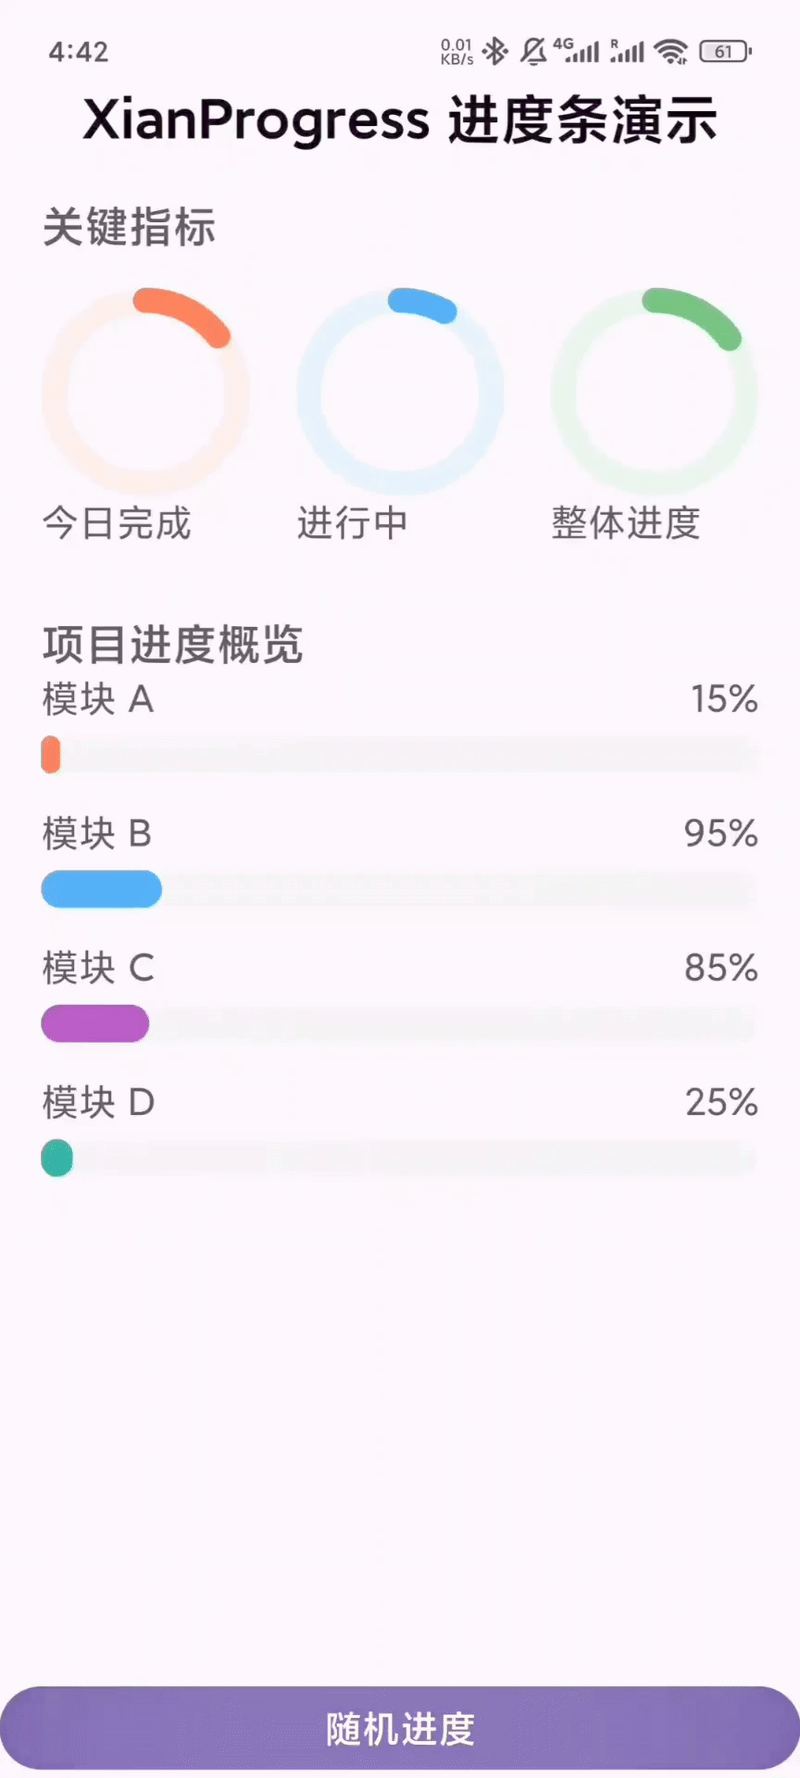 4:42 0.01 KB/s 4G R 61
XianProgress 进度条演示
关键指标
今日完成 进行中 整体进度
项目进度概览
模块 A 15%
模块 B 95%
模块 C 85%
模块 D 25%
随机进度